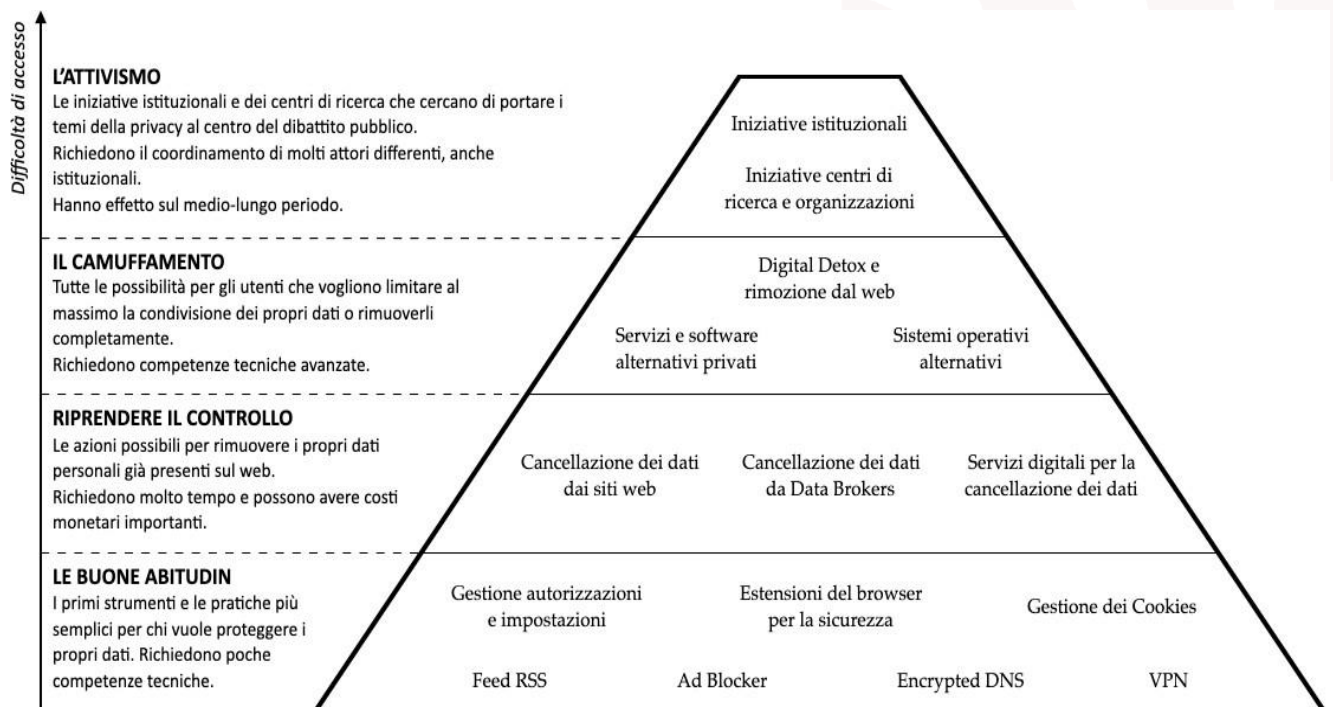 Difficoltà di accesso
L'ATTIVISMO
Le iniziative istituzionali e dei centri di ricerca che cercano di portare i
temi della privacy al centro del dibattito pubblico.
Richiedono il coordinamento di molti attori differenti, anche
istituzionali.
Hanno effetto sul medio-lungo periodo.
Iniziative istituzionali
Iniziative centri di
ricerca e organizzazioni
IL CAMUFFAMENTO
Tutte le possibilità per gli utenti che vogliono limitare al
massimo la condivisione dei propri dati o rimuoverli
completamente.
Richiedono competenze tecniche avanzate.
Digital Detox e
rimozione dal web
Servizi e software
alternativi privati
Sistemi operativi
alternativi
RIPRENDERE IL CONTROLLO
Le azioni possibili per rimuovere i propri dati
personali già presenti sul web.
Richiedono molto tempo e possono avere costi
monetari importanti.
Cancellazione dei dati
dai siti web
Cancellazione dei dati
da Data Brokers
Servizi digitali per la
cancellazione dei dati
LE BUONE ABITUDIN
I primi strumenti e le pratiche più
semplici per chi vuole proteggere i
propri dati. Richiedono poche
competenze tecniche.
Gestione autorizzazioni
e impostazioni
Estensioni del browser
per la sicurezza
Gestione dei Cookies
Feed RSS
Ad Blocker
Encrypted DNS
VPN